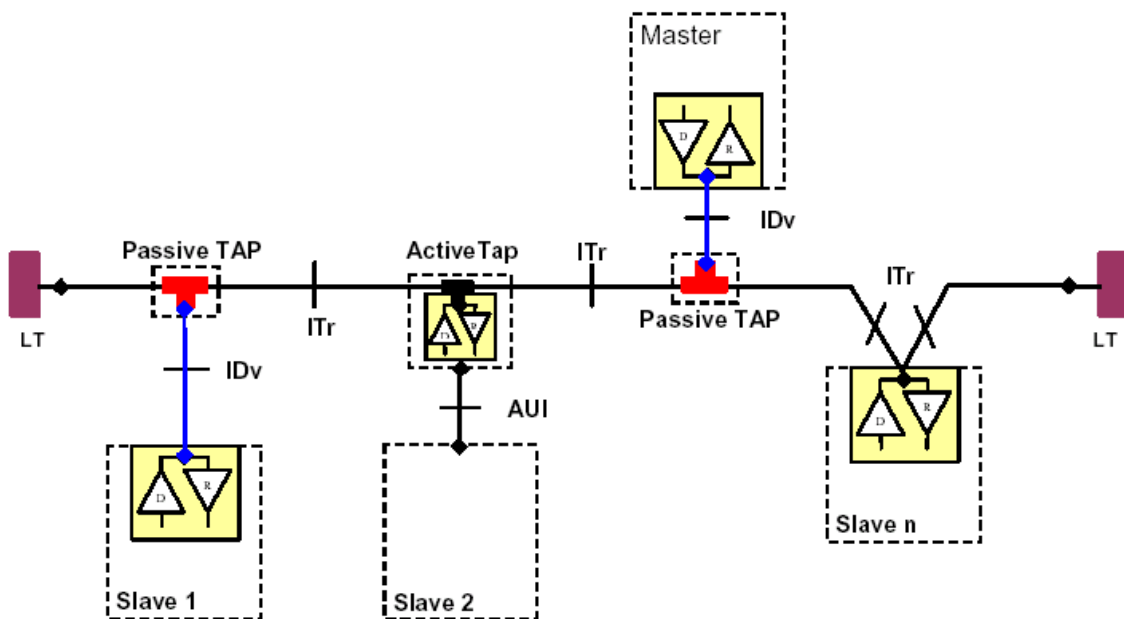 Master
D
R
IDv
Passive TAP
ActiveTap
ITr
ITr
LT
ITr
D
R
Passive TAP
LT
IDv
AUI
D
R
D
R
Slave 1
Slave 2
Slave n